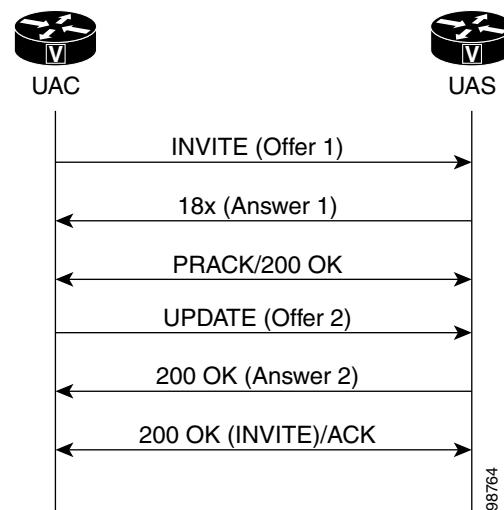 V
V
UAC
UAS
INVITE (Offer 1)
18x (Answer 1)
PRACK/200 OK
UPDATE (Offer 2)
200 OK (Answer 2)
200 OK (INVITE)/ACK
98764